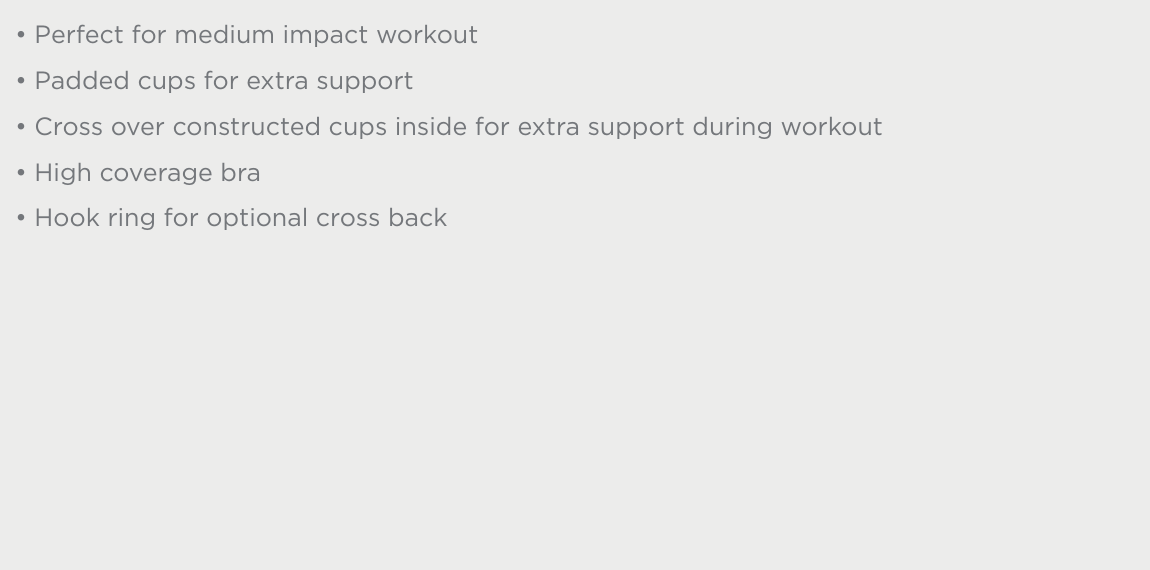 • Perfect for medium impact workout
• Padded cups for extra support
• Cross over constructed cups inside for extra support during workout
• High coverage bra
• Hook ring for optional cross back